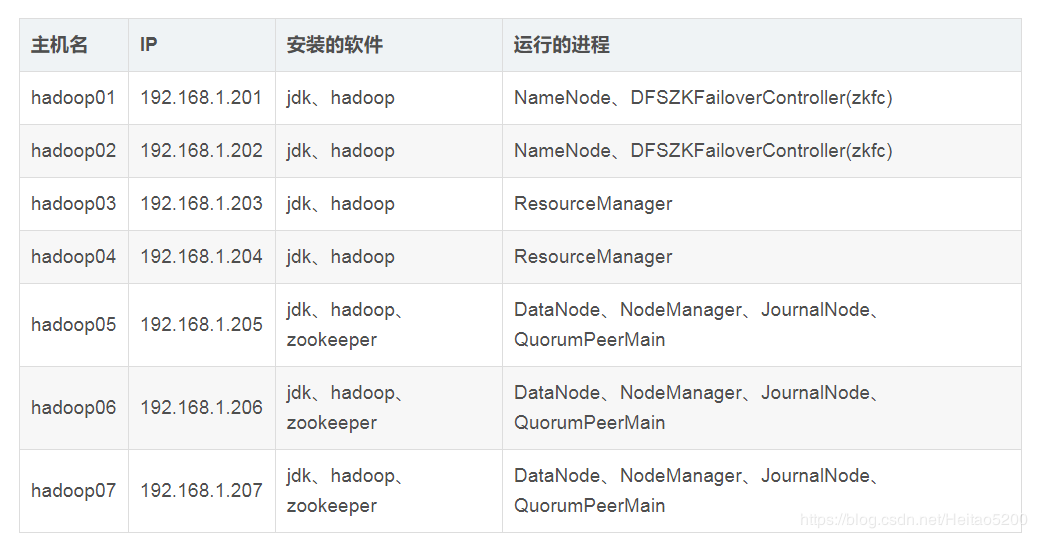 主机名 IP 安装的软件 运行的进程
hadoop01 192.168.1.201 jdk、hadoop NameNode、DFSZKFailoverController(zkfc)
hadoop02 192.168.1.202 jdk、hadoop NameNode、DFSZKFailoverController(zkfc)
hadoop03 192.168.1.203 jdk、hadoop ResourceManager
hadoop04 192.168.1.204 jdk、hadoop ResourceManager
hadoop05 192.168.1.205 jdk、hadoop、 DataNode、NodeManager、JournalNode、
zookeeper QuorumPeerMain
hadoop06 192.168.1.206 jdk、hadoop、 DataNode、NodeManager、JournalNode、
zookeeper QuorumPeerMain
hadoop07 192.168.1.207 jdk、hadoop、 DataNode、NodeManager、JournalNode、
zookeeper QuorumPeerMain
https://blog.csdn.net/Heitao5200